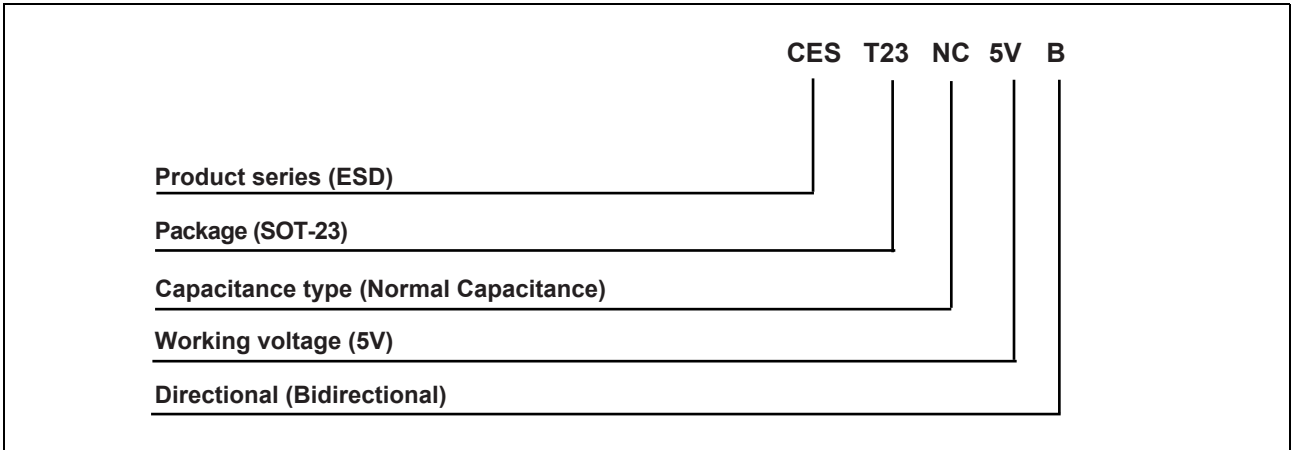 CES T23 NC 5V B
Product series (ESD)
Package (SOT-23)
Capacitance type (Normal Capacitance)
Working voltage (5V)
Directional (Bidirectional)